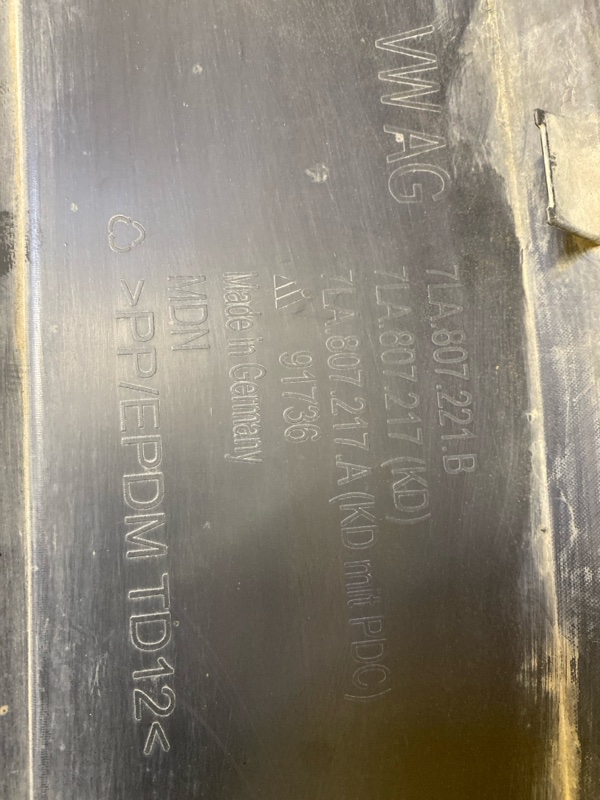 VW AG
7LA.807.221.B
7LA.807.217 (KD)
7LA.807.217.A (KD mit PDC)
91736
Made in Germany
MDN
>PP/EPDM TD12<